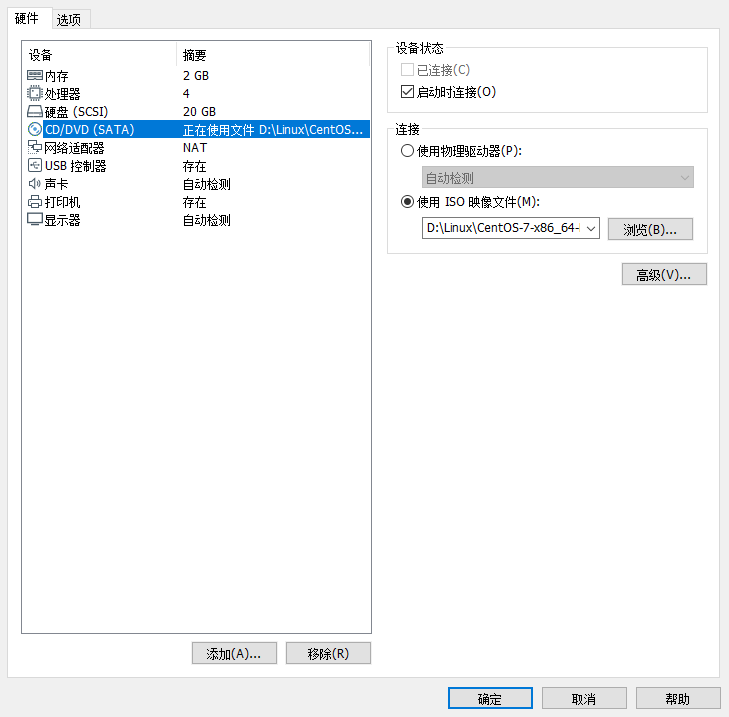 硬件 选项
设备 摘要
内存 2 GB
处理器 4
硬盘 (SCSI) 20 GB
CD/DVD (SATA) 正在使用文件 D:\Linux\CentOS...
网络适配器 NAT
USB 控制器 存在
声卡 自动检测
打印机 存在
显示器 自动检测
添加(A)... 移除(R)
设备状态
已连接(C)
启动时连接(O)
连接
使用物理驱动器(P):
自动检测
使用 ISO 映像文件(M):
D:\Linux\CentOS-7-x86_64- 浏览(B)...
高级(V)...
确定 取消 帮助